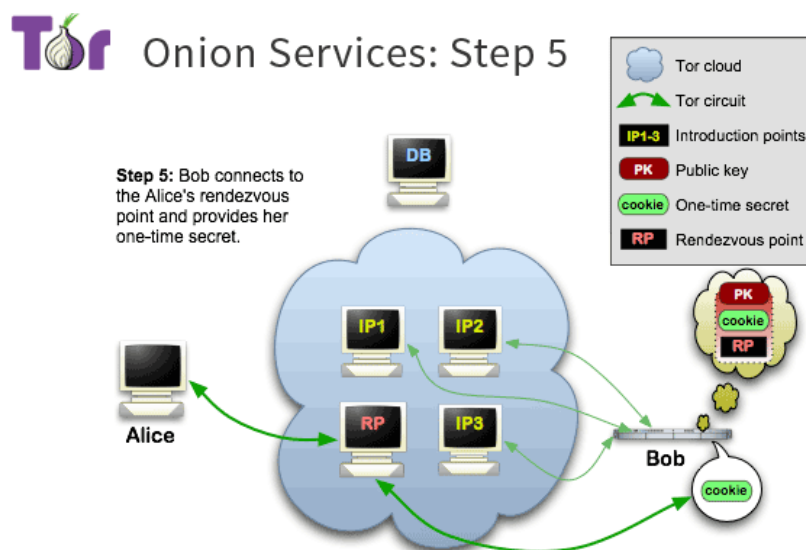 Tor
Onion Services: Step 5
Tor cloud
Tor circuit
IP1-3 Introduction points
PK Public key
cookie One-time secret
RP Rendezvous point
DB
Step 5: Bob connects to
the Alice's rendezvous
point and provides her
one-time secret.
PK
cookie
RP
IP1
IP2
Alice
RP
IP3
Bob
cookie